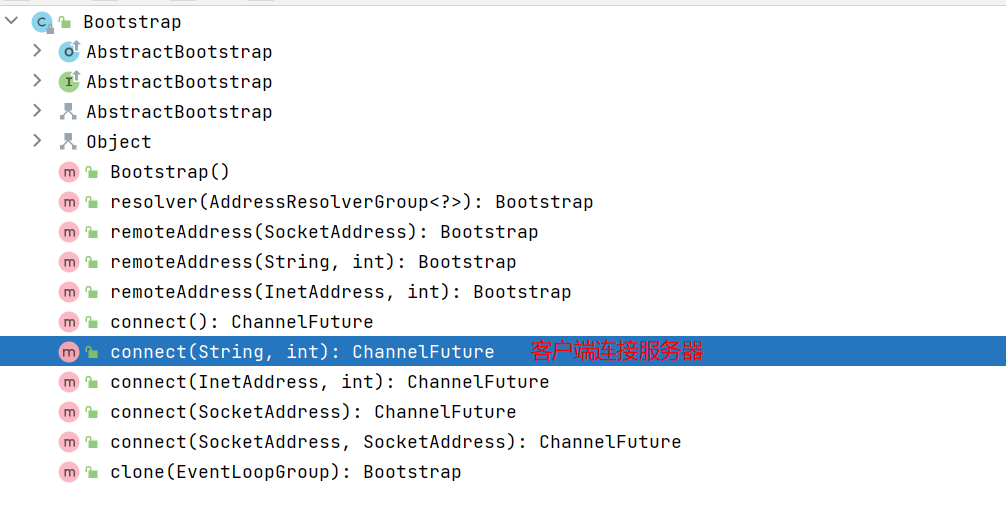 Bootstrap
AbstractBootstrap
AbstractBootstrap
AbstractBootstrap
Object
Bootstrap()
resolver(AddressResolverGroup<?>): Bootstrap
remoteAddress(SocketAddress): Bootstrap
remoteAddress(String, int): Bootstrap
remoteAddress(InetAddress, int): Bootstrap
connect(): ChannelFuture
connect(String, int): ChannelFuture 客户端连接服务器
connect(InetAddress, int): ChannelFuture
connect(SocketAddress): ChannelFuture
connect(SocketAddress, SocketAddress): ChannelFuture
clone(EventLoopGroup): Bootstrap